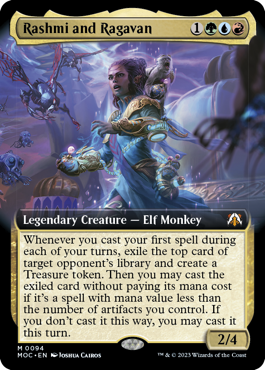 Rashmi and Ragavan 1
Legendary Creature — Elf Monkey
Whenever you cast your first spell during
each of your turns, exile the top card of
target opponent's library and create a
Treasure token. Then you may cast the
exiled card without paying its mana cost
if it's a spell with mana value less than
the number of artifacts you control. If
you don't cast it this way, you may cast it
this turn.
2/4
M 0094
MOC • EN Joshua Cairos
™ & © 2023 Wizards of the Coast